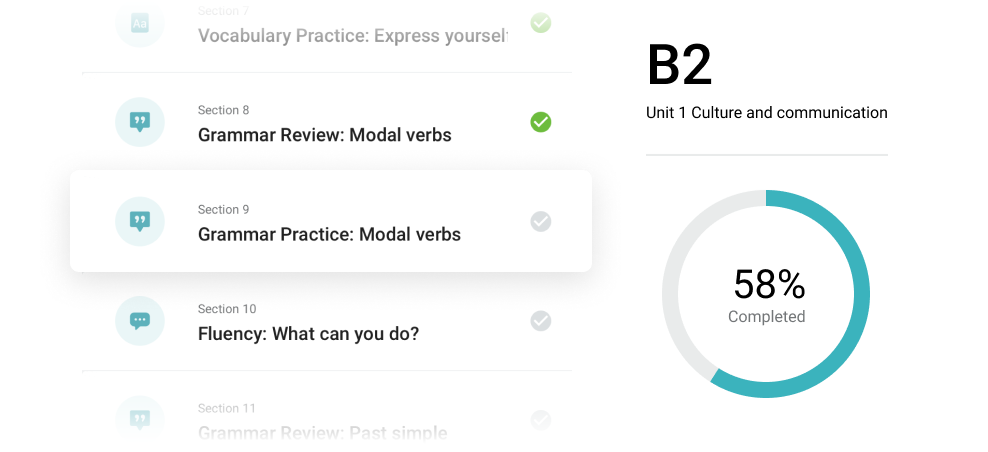 Section 7
Vocabulary Practice: Express yoursel
Section 8
Grammar Review: Modal verbs
Section 9
Grammar Practice: Modal verbs
Section 10
Fluency: What can you do?
Section 11
Grammar Review: Past simple
B2
Unit 1 Culture and communication
58%
Completed